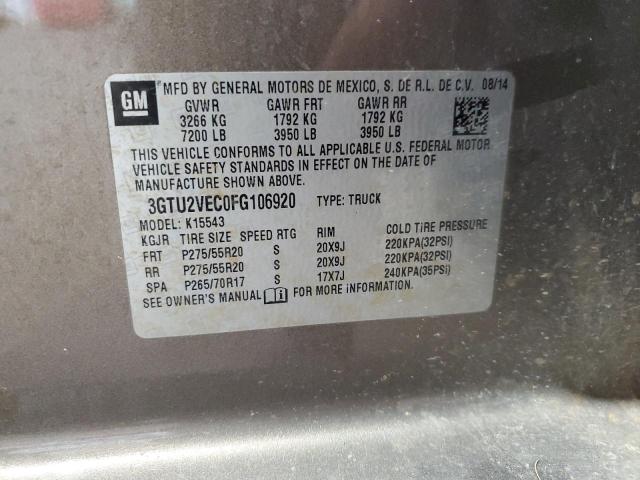 GM
MFD BY GENERAL MOTORS DE MEXICO, S. DE R.L. DE C.V. 08/14
GVWR GAWR FRT GAWR RR
3266 KG 1792 KG 1792 KG
7200 LB 3950 LB 3950 LB
THIS VEHICLE CONFORMS TO ALL APPLICABLE U.S. FEDERAL MOTOR
VEHICLE SAFETY STANDARDS IN EFFECT ON THE DATE OF
MANUFACTURE SHOWN ABOVE.
3GTU2VEC0FG106920 TYPE: TRUCK
MODEL: K15543
KGJR TIRE SIZE SPEED RTG RIM COLD TIRE PRESSURE
FRT P275/55R20 S 20X9J 220KPA(32PSI)
RR P275/55R20 S 20X9J 220KPA(32PSI)
SPA P265/70R17 S 17X7J 240KPA(35PSI)
SEE OWNER'S MANUAL i FOR MORE INFORMATION.